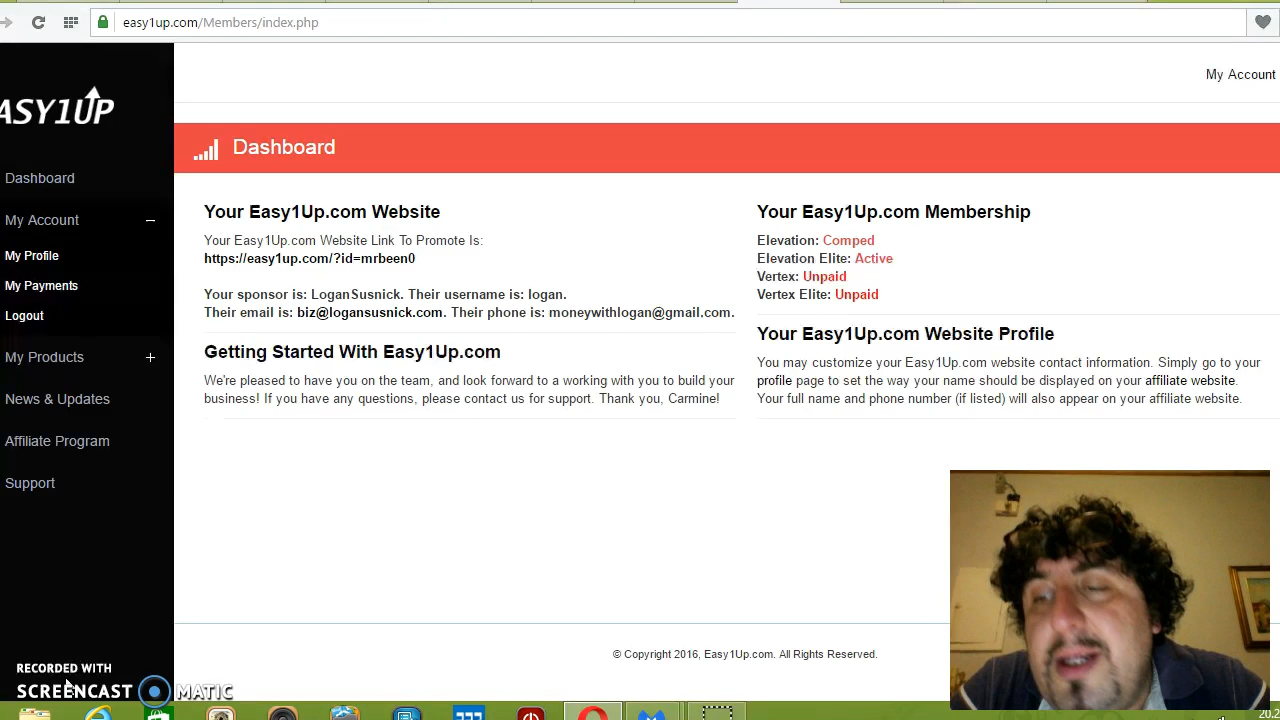 easy1up.com/Members/index.php
My Account
ASY1UP
Dashboard
Dashboard
My Account
My Profile
My Payments
Logout
My Products
News & Updates
Affiliate Program
Support
Your Easy1Up.com Website
Your Easy1Up.com Website Link To Promote Is:
https://easy1up.com/?id=mrbeen0
Your sponsor is: LoganSusnick. Their username is: logan.
Their email is: biz@logansusnick.com. Their phone is: moneywithlogan@gmail.com.
Getting Started With Easy1Up.com
We're pleased to have you on the team, and look forward to a working with you to build your
business! If you have any questions, please contact us for support. Thank you, Carmine!
Your Easy1Up.com Membership
Elevation: Comped
Elevation Elite: Active
Vertex: Unpaid
Vertex Elite: Unpaid
Your Easy1Up.com Website Profile
You may customize your Easy1Up.com website contact information. Simply go to your
profile page to set the way your name should be displayed on your affiliate website.
Your full name and phone number (if listed) will also appear on your affiliate website.
© Copyright 2016, Easy1Up.com. All Rights Reserved.
RECORDED WITH
SCREENCAST MATIC
777